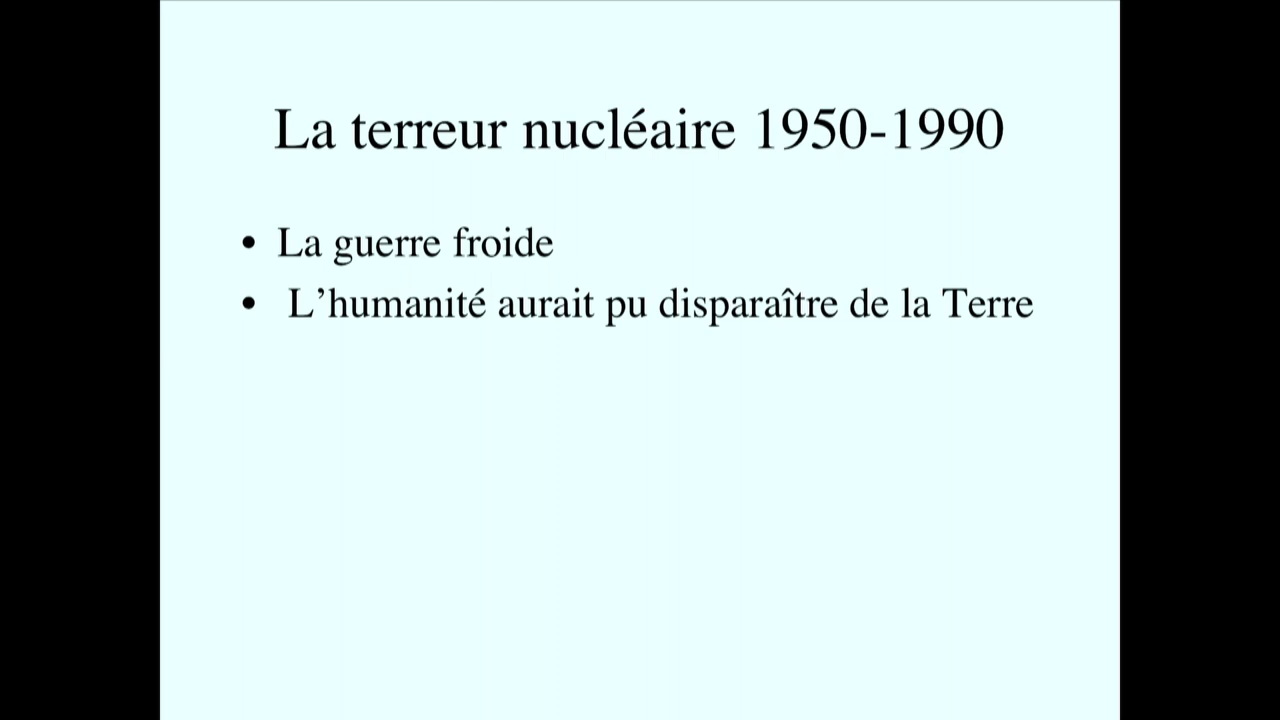 La terreur nucléaire 1950-1990
• La guerre froide
• L’humanité aurait pu disparaître de la Terre